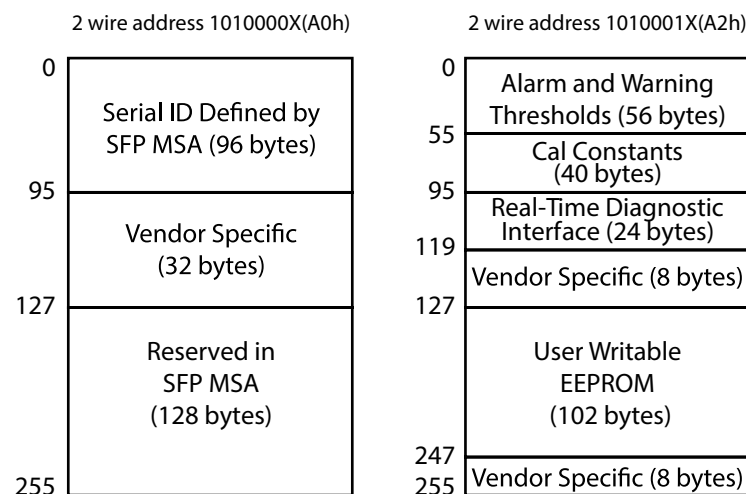 2 wire address 1010000X(A0h)
0
Serial ID Defined by
SFP MSA (96 bytes)
95
Vendor Specific
(32 bytes)
127
Reserved in
SFP MSA
(128 bytes)
255
2 wire address 1010001X(A2h)
0
Alarm and Warning
Thresholds (56 bytes)
55
Cal Constants
(40 bytes)
95
Real-Time Diagnostic
Interface (24 bytes)
119
Vendor Specific (8 bytes)
127
User Writable
EEPROM
(102 bytes)
247
Vendor Specific (8 bytes)
255